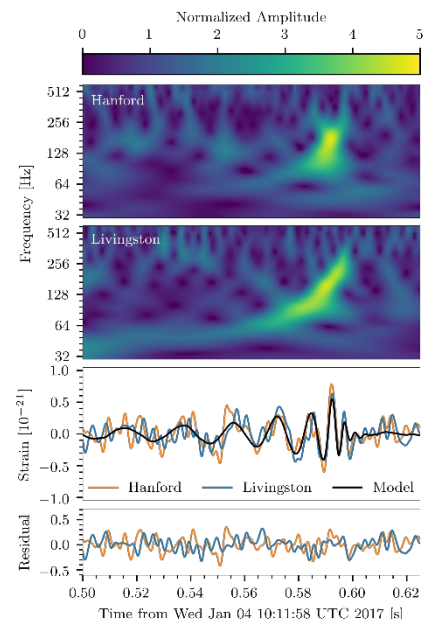 Normalized Amplitude
0 1 2 3 4 5
Hanford
512
256
128
64
32
Frequency [Hz]
Livingston
512
256
128
64
32
Strain [10⁻²¹]
1.0
0.5
0.0
−0.5
−1.0
Hanford Livingston Model
Residual
0.5
0.0
−0.5
0.50 0.52 0.54 0.56 0.58 0.60 0.62
Time from Wed Jan 04 10:11:58 UTC 2017 [s]